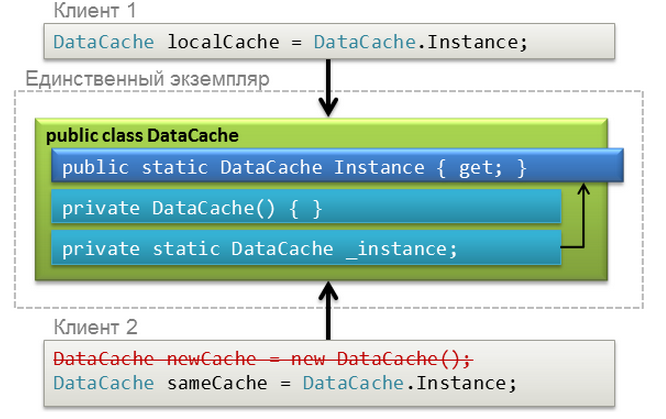 Клиент 1
DataCache localCache = DataCache.Instance;
Единственный экземпляр
public class DataCache
public static DataCache Instance { get; }
private DataCache() { }
private static DataCache _instance;
Клиент 2
DataCache newCache = new DataCache();
DataCache sameCache = DataCache.Instance;